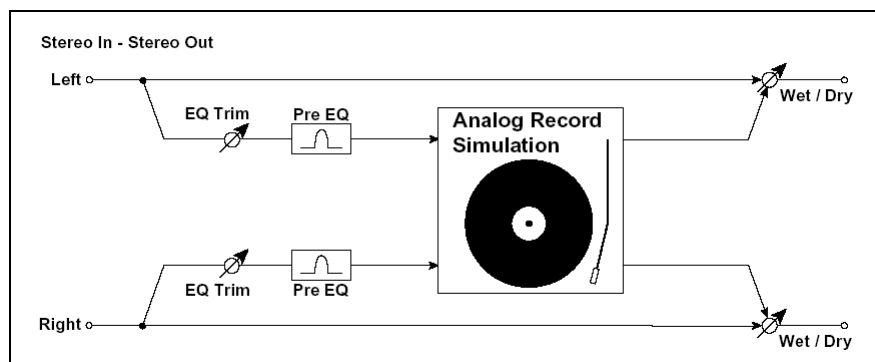 Stereo In - Stereo Out
Left
Wet / Dry
EQ Trim
Pre EQ
Analog Record
Simulation
EQ Trim
Pre EQ
Right
Wet / Dry